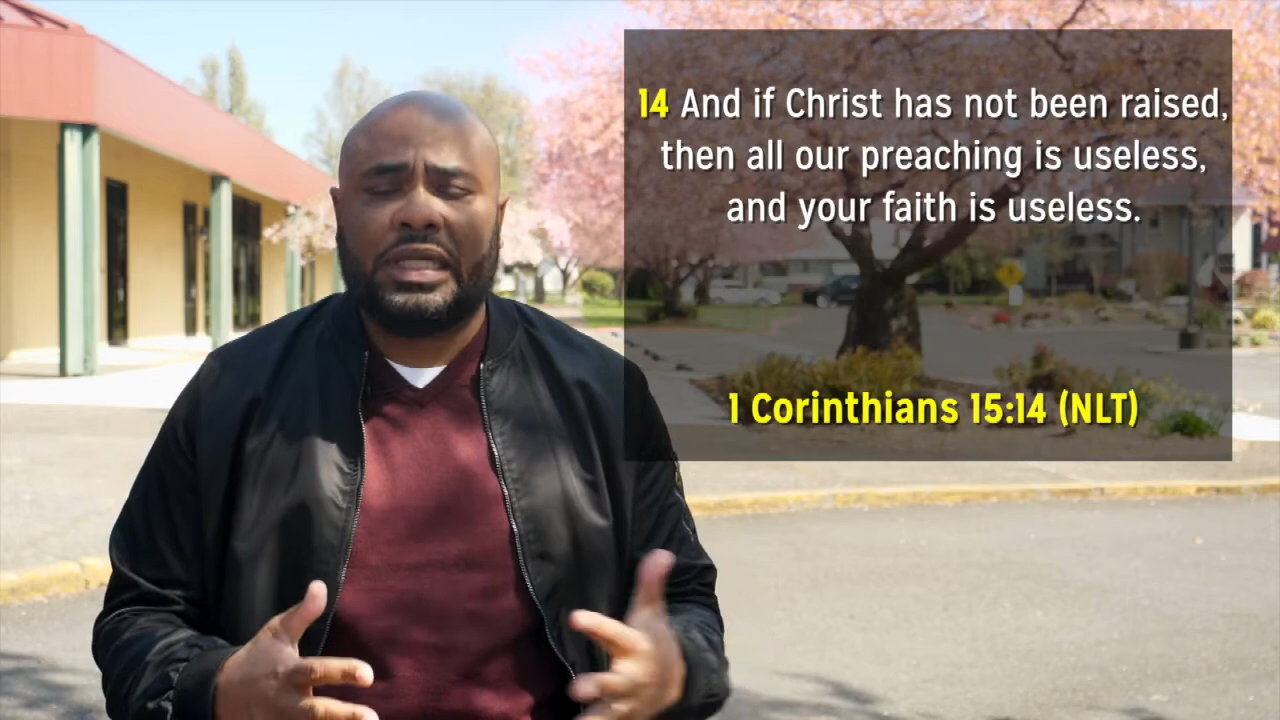 14 And if Christ has not been raised,
then all our preaching is useless,
and your faith is useless.
1 Corinthians 15:14 (NLT)